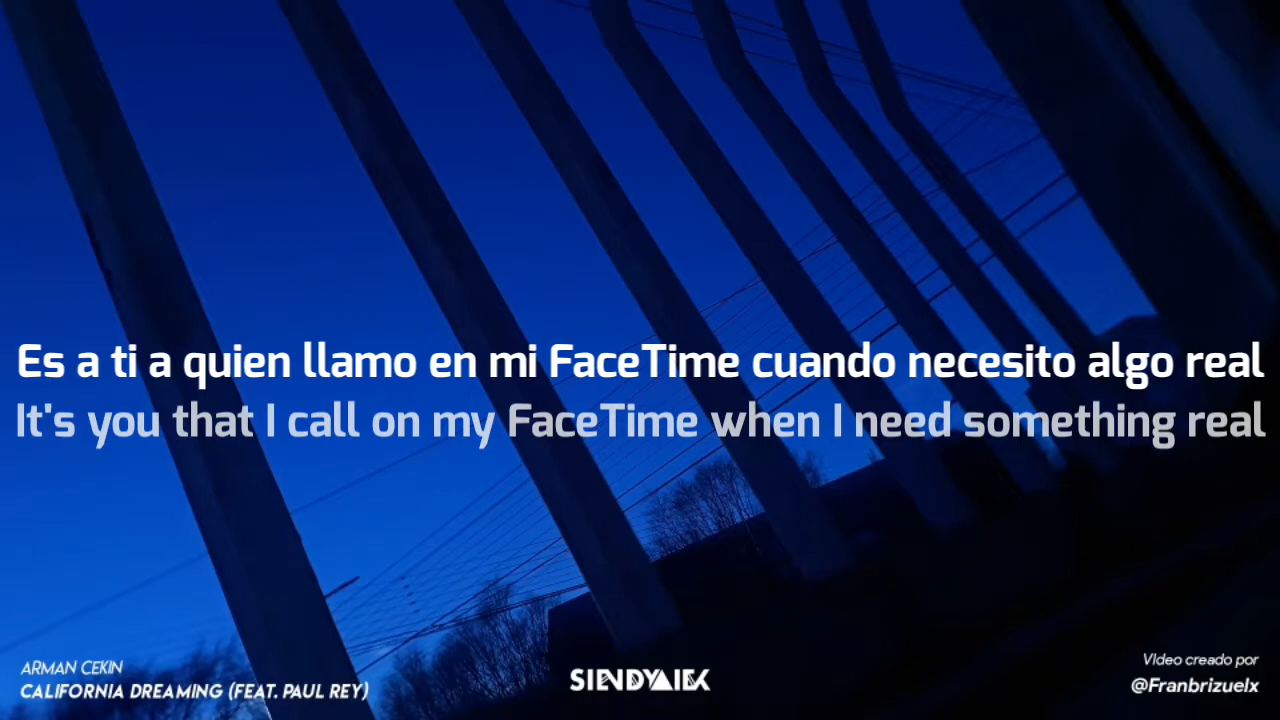 Es a ti a quien llamo en mi FaceTime cuando necesito algo real
It's you that I call on my FaceTime when I need something real
ARMAN CEKIN
CALIFORNIA DREAMING (FEAT. PAUL REY)
VIdeo creado por
@Franbrizuelx